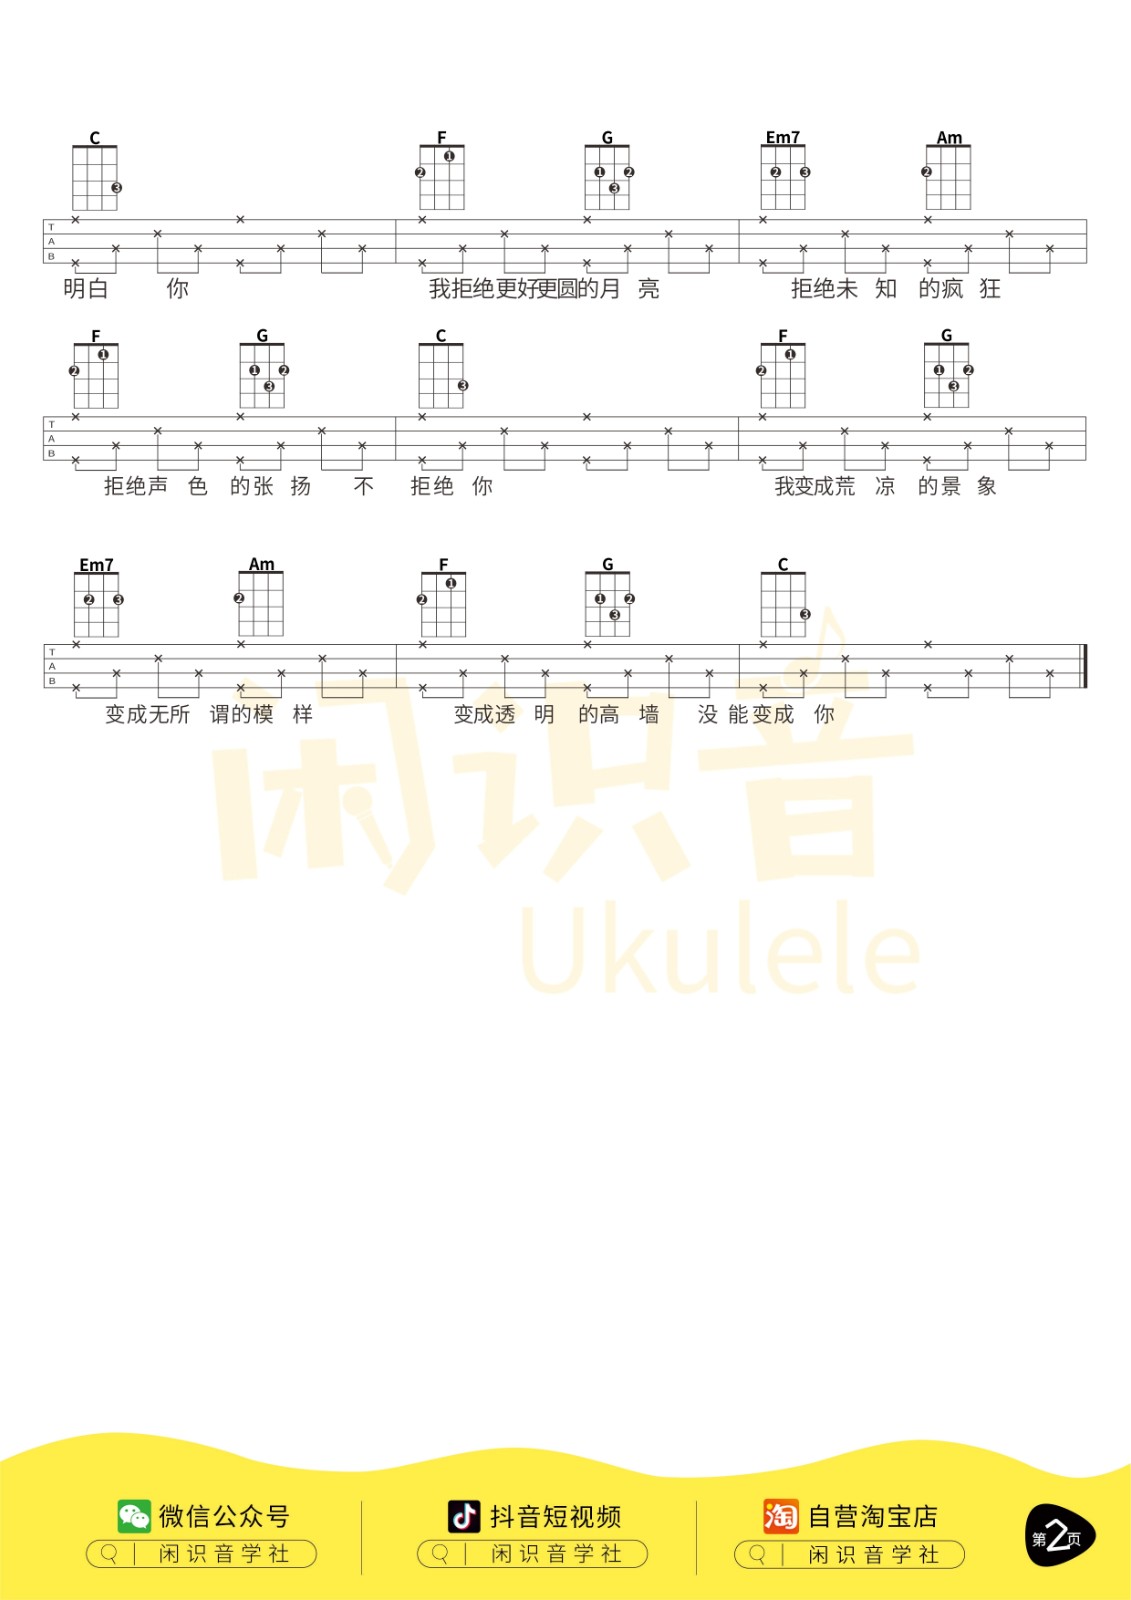 C F G Em7 Am
T A B
明白 你 我拒绝更好更圆的月 亮 拒绝未 知 的疯 狂
F G C F G
T A B
拒绝声 色 的张 扬 不 拒绝 你 我变成荒 凉 的景 象
Em7 Am F G C
T A B
变成无所 谓的模 样 变成透 明 的高 墙 没 能变成 你
闲识音
Ukulele
微信公众号 抖音短视频 淘 自营淘宝店
闲识音学社 闲识音学社 闲识音学社
第2页